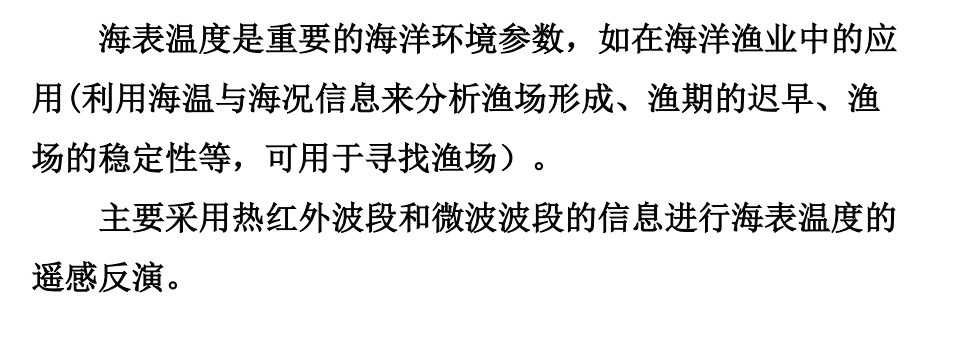 海表温度是重要的海洋环境参数，如在海洋渔业中的应
用(利用海温与海况信息来分析渔场形成、渔期的迟早、渔
场的稳定性等，可用于寻找渔场）。
主要采用热红外波段和微波波段的信息进行海表温度的
遥感反演。